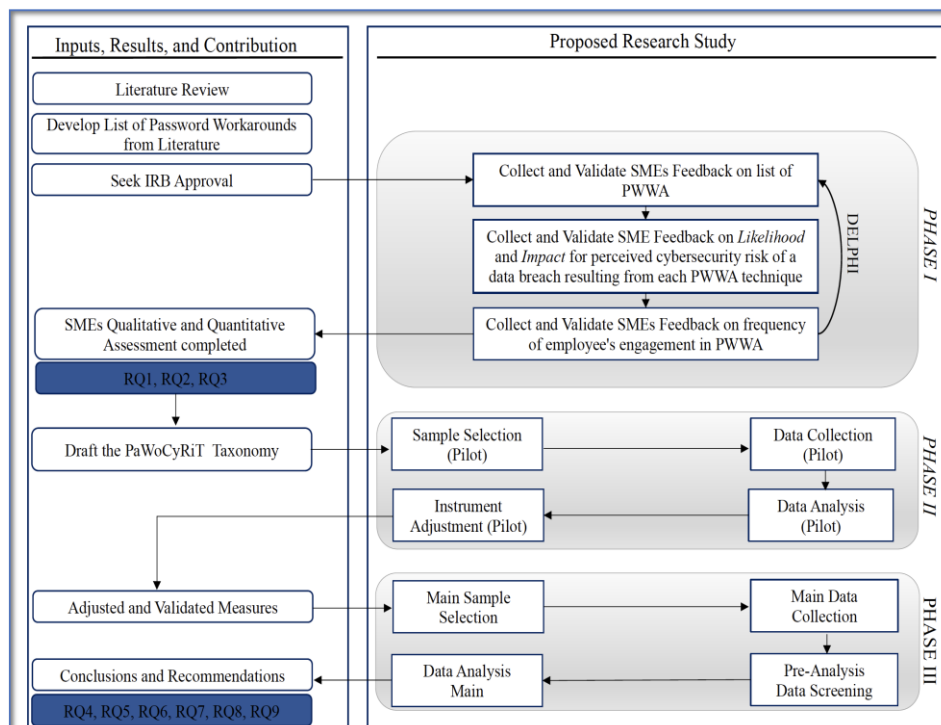 Inputs, Results, and Contribution
Literature Review
Develop List of Password Workarounds
from Literature
Seek IRB Approval
SMEs Qualitative and Quantitative
Assessment completed
RQ1, RQ2, RQ3
Draft the PaWoCyRiT Taxonomy
Adjusted and Validated Measures
Conclusions and Recommendations
RQ4, RQ5, RQ6, RQ7, RQ8, RQ9
Proposed Research Study
Collect and Validate SMEs Feedback on list of
PWWA
Collect and Validate SME Feedback on Likelihood
and Impact for perceived cybersecurity risk of a
data breach resulting from each PWWA technique
Collect and Validate SMEs Feedback on frequency
of employee's engagement in PWWA
DELPHI
PHASE I
Sample Selection
(Pilot)
Data Collection
(Pilot)
Instrument
Adjustment (Pilot)
Data Analysis
(Pilot)
PHASE II
Main Sample
Selection
Main Data
Collection
Data Analysis
Main
Pre-Analysis
Data Screening
PHASE III